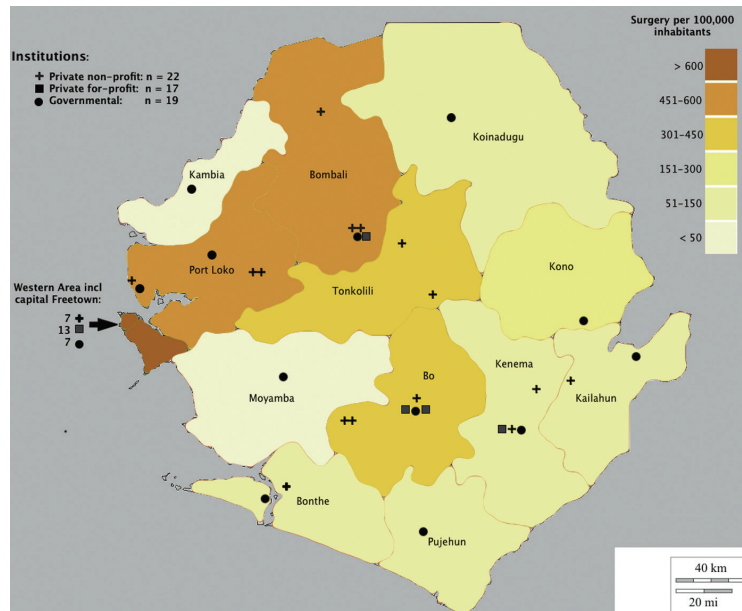 Surgery per 100,000
inhabitants
> 600
451-600
301-450
151-300
51-150
< 50
Institutions:
Private non-profit: n = 22
Private for-profit: n = 17
Governmental: n = 19
Koinadugu
Kambia
Bombali
Port Loko
Kono
Tonkolili
Western Area incl
capital Freetown:
7
13
7
Bo
Kenema
Moyamba
Kailahun
Bonthe
Pujehun
40 km
20 mi